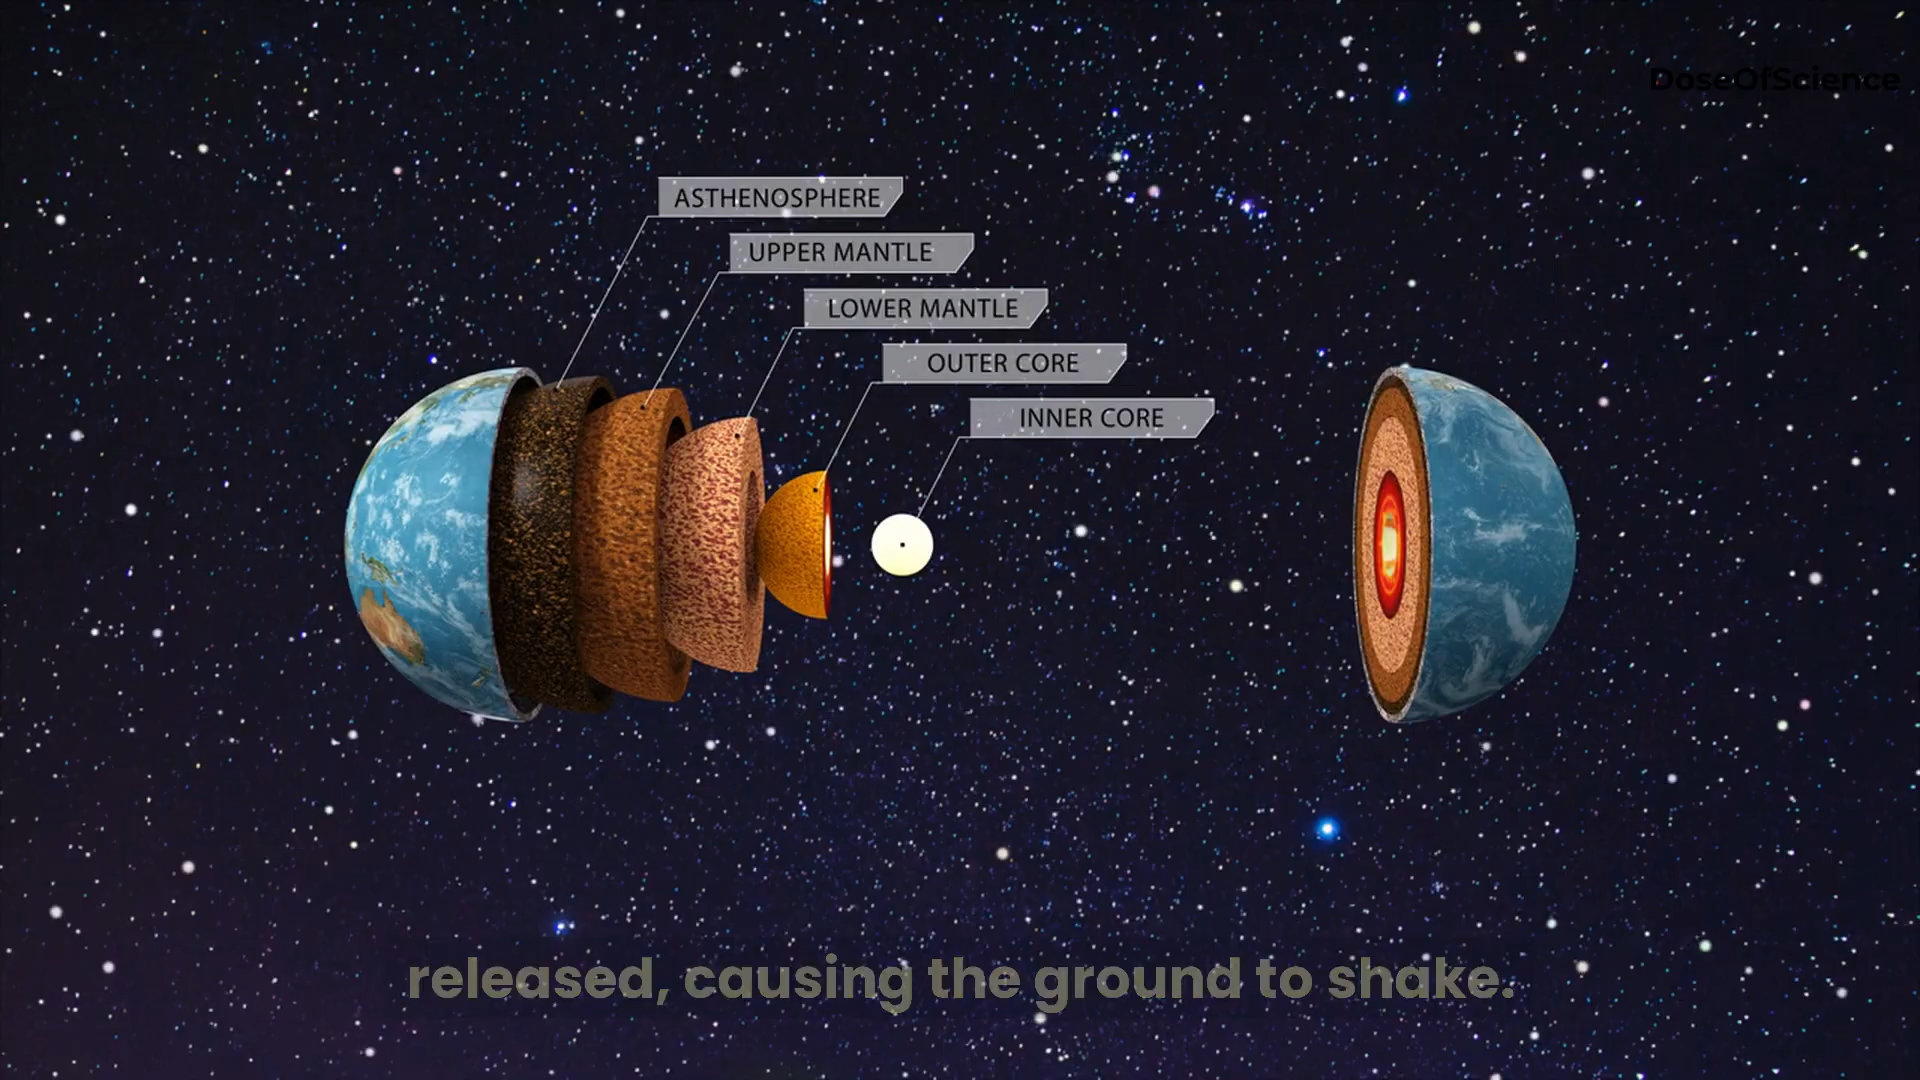 DoseOfScience
ASTHENOSPHERE
UPPER MANTLE
LOWER MANTLE
OUTER CORE
INNER CORE
released, causing the ground to shake.